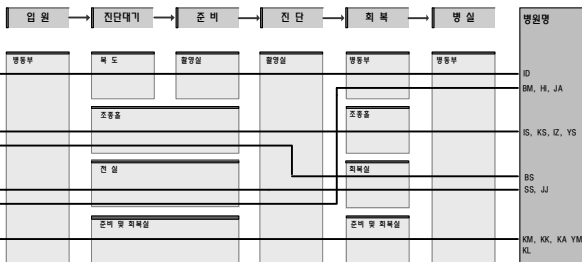 입 원
진단대기
준 비
진 단
회 복
병 실
병원명
병동부
복 도
촬영실
촬영실
병동부
병동부
ID
BM, HI, JA
조종홀
조종홀
IS, KS, IZ, YS
전 실
회복실
BS
SS, JJ
준비 및 회복실
준비 및 회복실
KM, KK, KA YM
KL